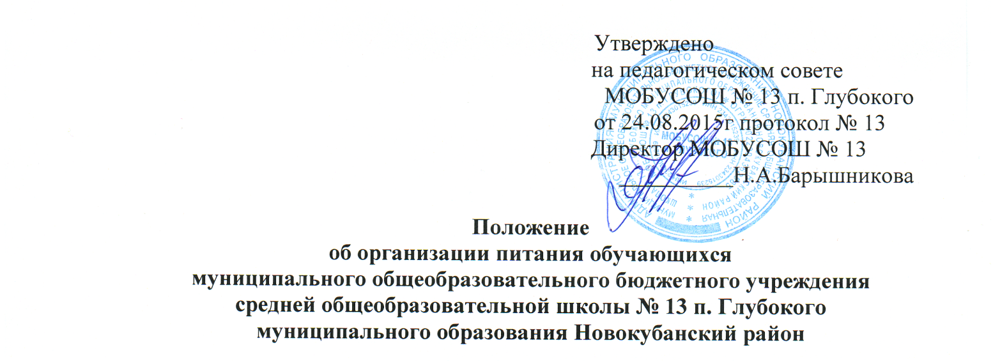 Утверждено
на педагогическом совете
МОБУСОШ № 13 п. Глубокого
от 24.08.2015г протокол № 13
Директор МОБУСОШ № 13
__________Н.А.Барышникова
Положение
об организации питания обучающихся
муниципального общеобразовательного бюджетного учреждения
средней общеобразовательной школы № 13 п. Глубокого
муниципального образования Новокубанский район